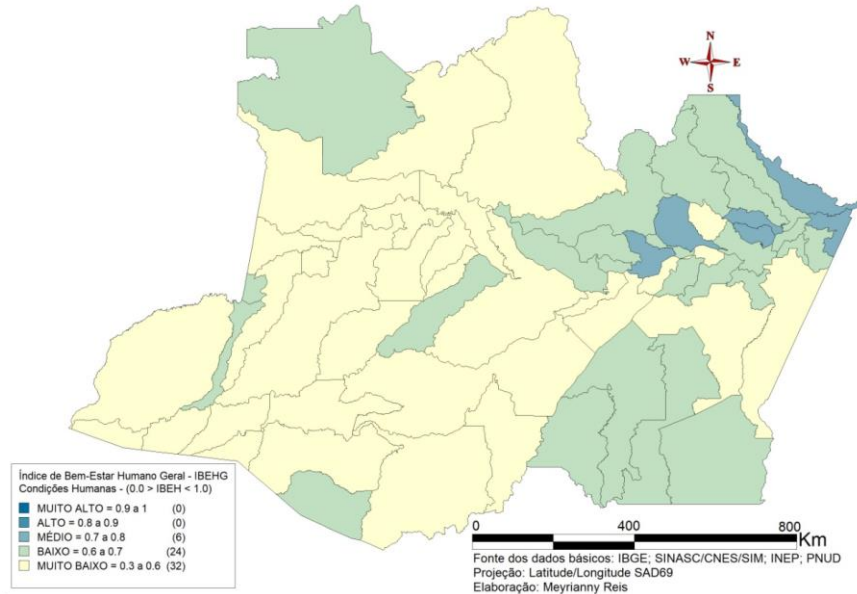 N
W E
S
Índice de Bem-Estar Humano Geral - IBEHG
Condições Humanas - (0.0 > IBEH < 1.0)
MUITO ALTO = 0.9 a 1 (0)
ALTO = 0.8 a 0.9 (0)
MÉDIO = 0.7 a 0.8 (6)
BAIXO = 0.6 a 0.7 (24)
MUITO BAIXO = 0.3 a 0.6 (32)
0 400 800
Km
Fonte dos dados básicos: IBGE; SINASC/CNES/SIM; INEP; PNUD
Projeção: Latitude/Longitude SAD69
Elaboração: Meyrianny Reis